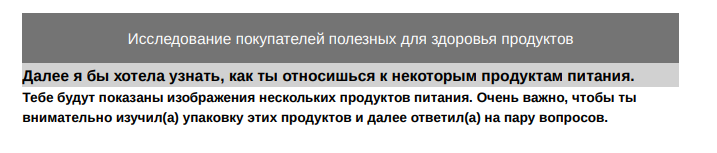 Исследование покупателей полезных для здоровья продуктов
Далее я бы хотела узнать, как ты относишься к некоторым продуктам питания.
Тебе будут показаны изображения нескольких продуктов питания. Очень важно, чтобы ты
внимательно изучил(а) упаковку этих продуктов и далее ответил(а) на пару вопросов.